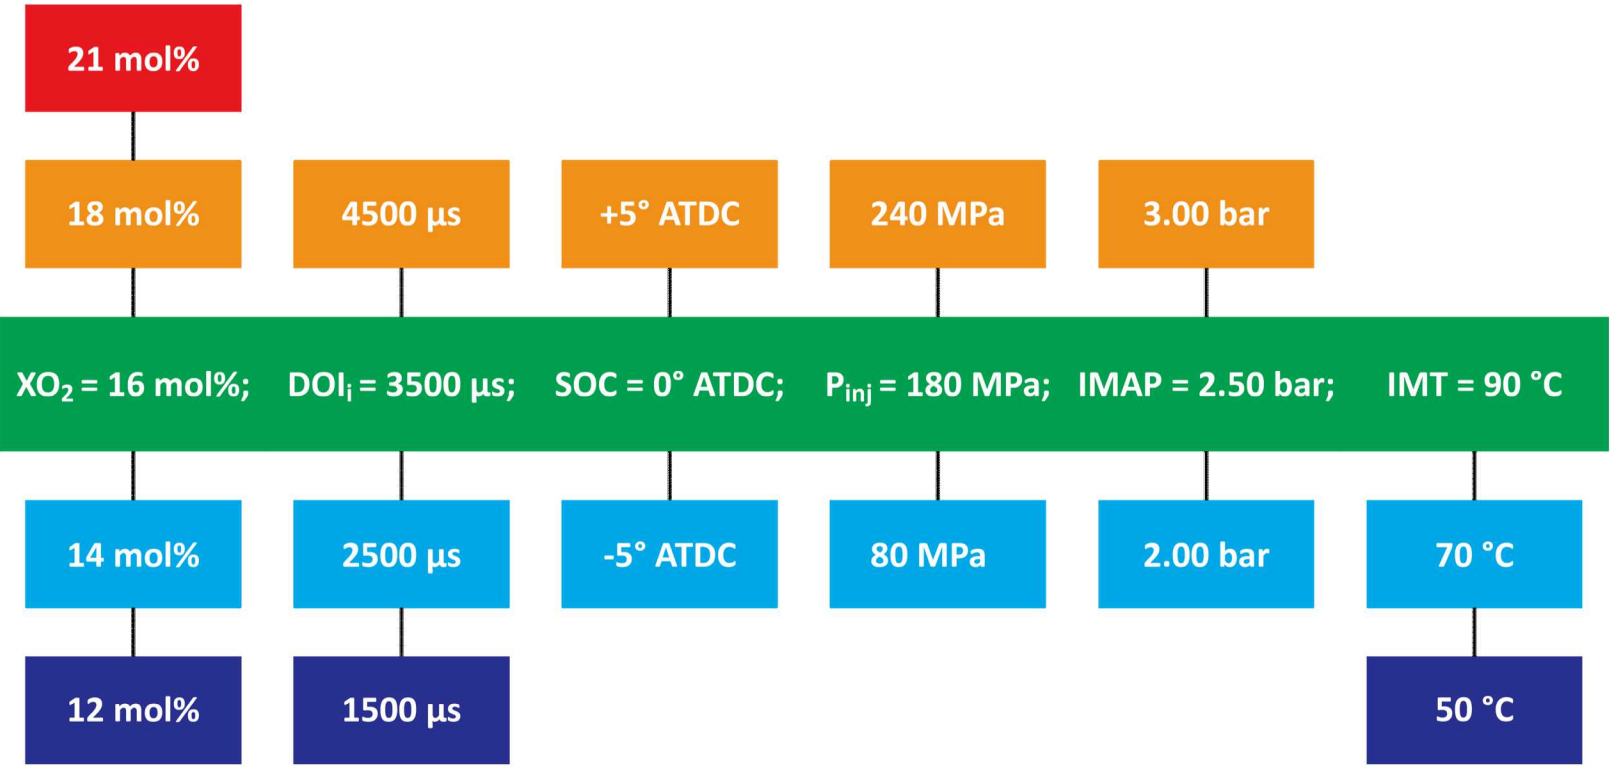 21 mol%
18 mol%
4500 µs
+5° ATDC
240 MPa
3.00 bar
XO₂ = 16 mol%; DOIᵢ = 3500 µs; SOC = 0° ATDC; Pᵢₙⱼ = 180 MPa; IMAP = 2.50 bar; IMT = 90 °C
14 mol%
2500 µs
-5° ATDC
80 MPa
2.00 bar
70 °C
12 mol%
1500 µs
50 °C